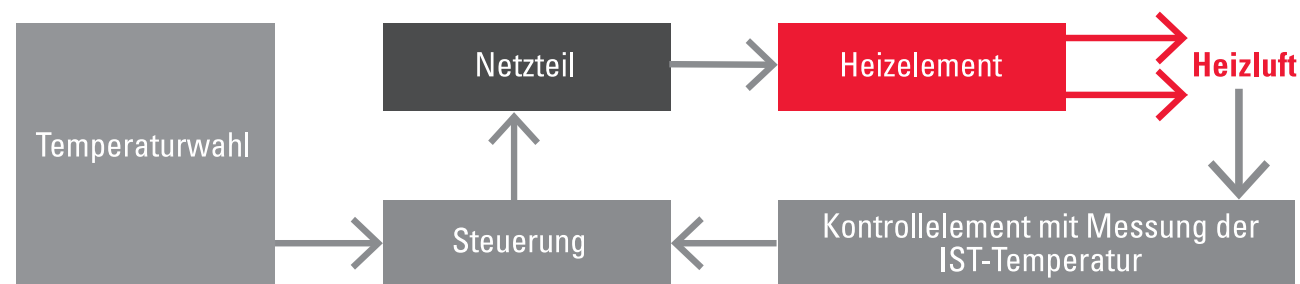 Netzteil
Heizelement
Heizluft
Temperaturwahl
Steuerung
Kontrollelement mit Messung der
IST-Temperatur